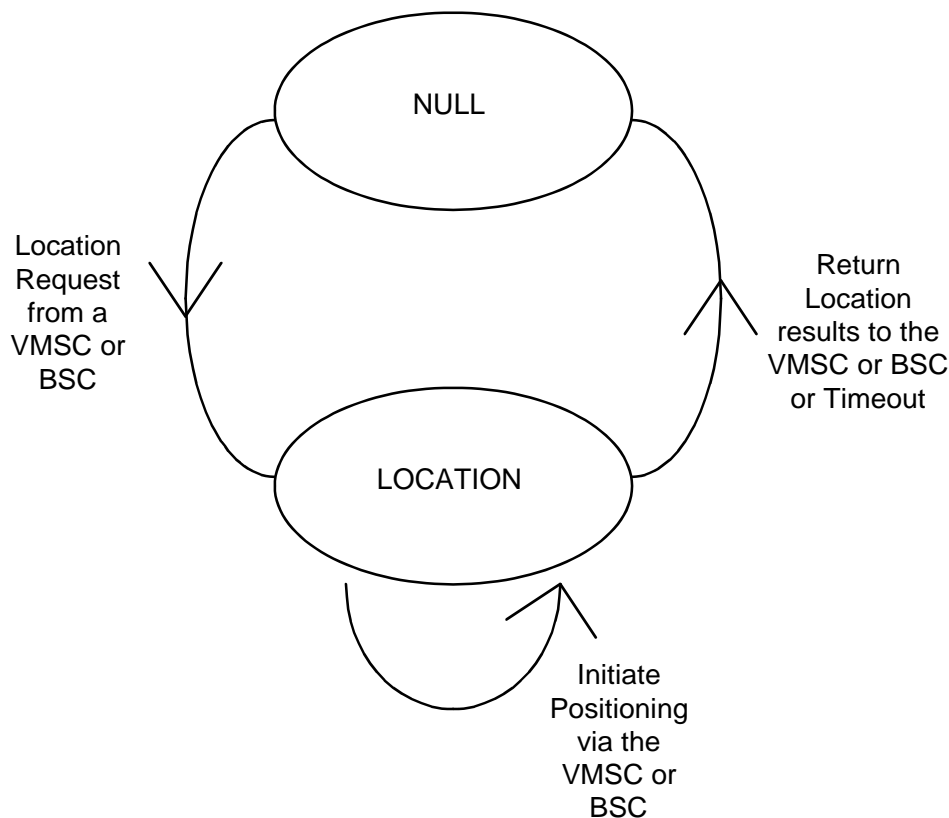 NULL
Location
Request
from a
VMSC or
BSC
Return
Location
results to the
VMSC or BSC
or Timeout
LOCATION
Initiate
Positioning
via the
VMSC or
BSC